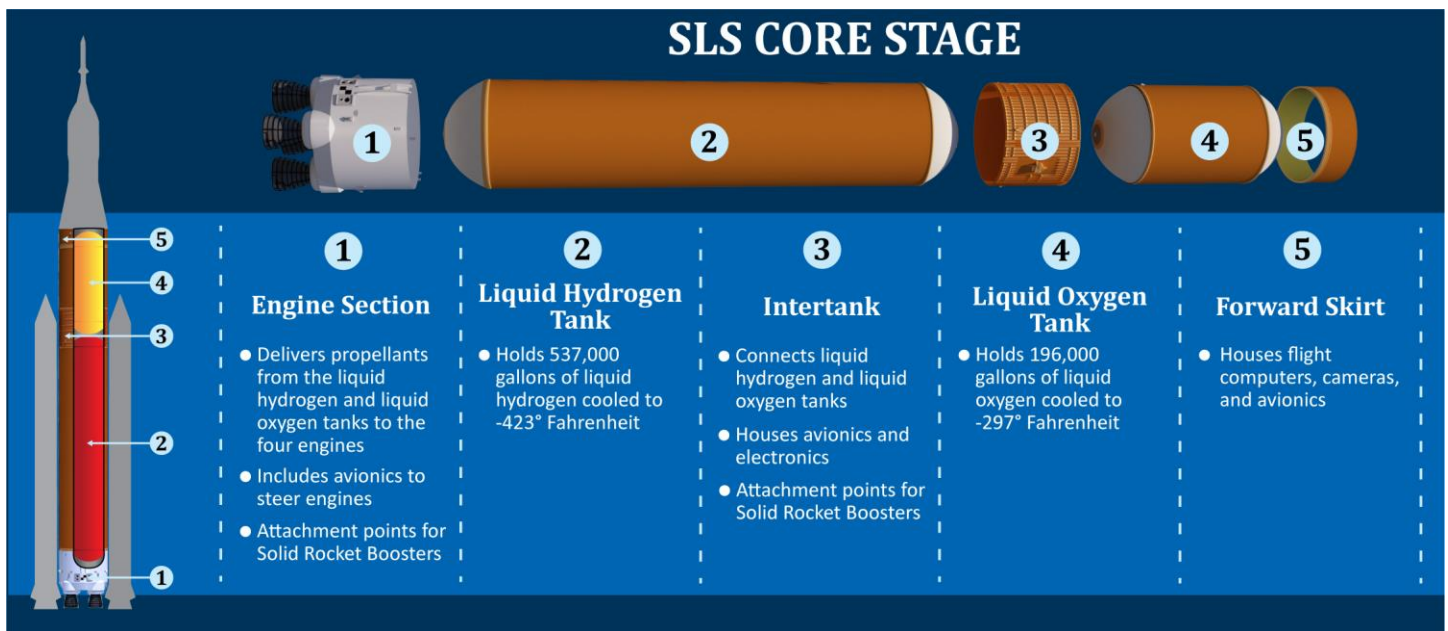 SLS CORE STAGE
1
2
3
4
5
5
4
3
2
1
1
Engine Section
● Delivers propellants
from the liquid
hydrogen and liquid
oxygen tanks to the
four engines
● Includes avionics to
steer engines
● Attachment points for
Solid Rocket Boosters
2
Liquid Hydrogen
Tank
● Holds 537,000
gallons of liquid
hydrogen cooled to
-423° Fahrenheit
3
Intertank
● Connects liquid
hydrogen and liquid
oxygen tanks
● Houses avionics and
electronics
● Attachment points for
Solid Rocket Boosters
4
Liquid Oxygen
Tank
● Holds 196,000
gallons of liquid
oxygen cooled to
-297° Fahrenheit
5
Forward Skirt
● Houses flight
computers, cameras,
and avionics